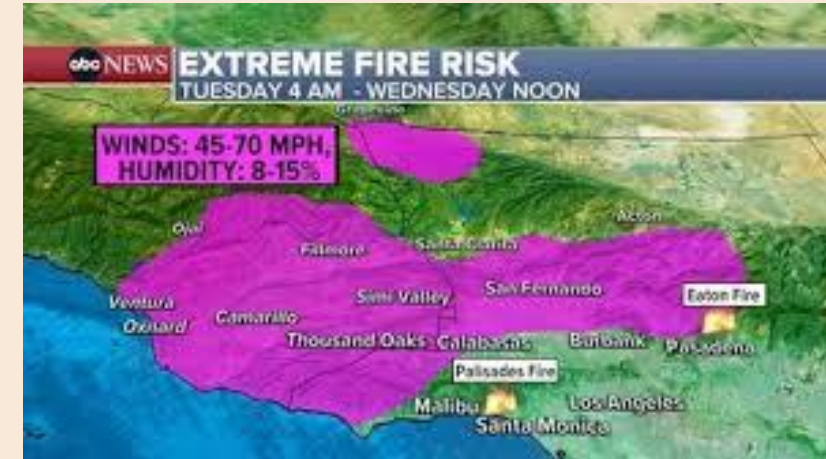 abc NEWS
EXTREME FIRE RISK
TUESDAY 4 AM - WEDNESDAY NOON
WINDS: 45-70 MPH,
HUMIDITY: 8-15%
Ojai
Acton
Fillmore
Santa Clarita
Ventura
Simi Valley
San Fernando
Eaton Fire
Oxnard
Camarillo
Thousand Oaks
Calabasas
Burbank
Pasadena
Palisades Fire
Malibu
Los Angeles
Santa Monica